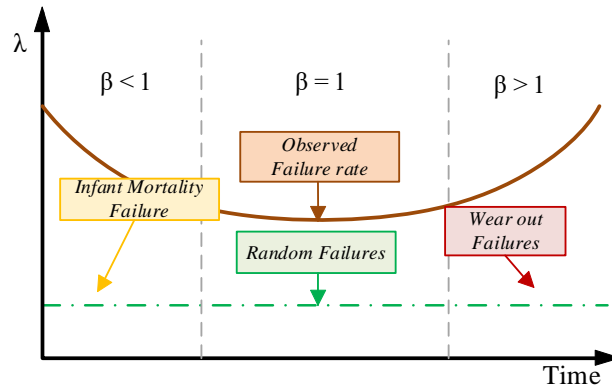 λ
β < 1
β = 1
β > 1
Observed
Failure rate
Infant Mortality
Failure
Random Failures
Wear out
Failures
Time